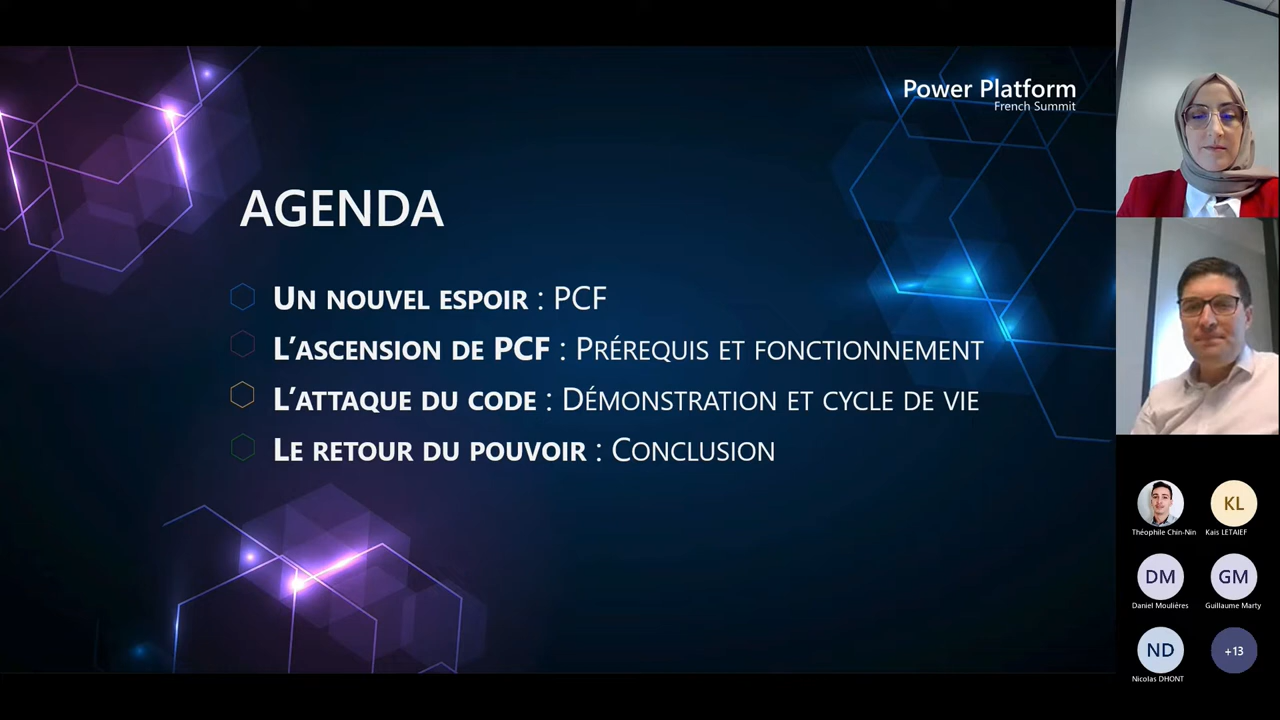 Power Platform
French Summit
AGENDA
UN NOUVEL ESPOIR : PCF
L'ASCENSION DE PCF : PRÉREQUIS ET FONCTIONNEMENT
L'ATTAQUE DU CODE : DÉMONSTRATION ET CYCLE DE VIE
LE RETOUR DU POUVOIR : CONCLUSION
Théophile Chin-Nin
KL
Kais LETAIEF
DM
Daniel Moulières
GM
Guillaume Marty
ND
Nicolas DHONT
+13